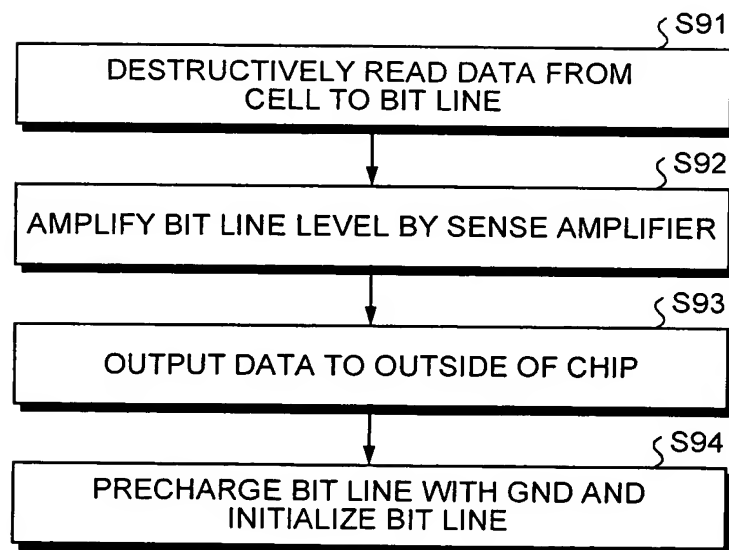 S91
DESTRUCTIVELY READ DATA FROM
CELL TO BIT LINE
S92
AMPLIFY BIT LINE LEVEL BY SENSE AMPLIFIER
S93
OUTPUT DATA TO OUTSIDE OF CHIP
S94
PRECHARGE BIT LINE WITH GND AND
INITIALIZE BIT LINE